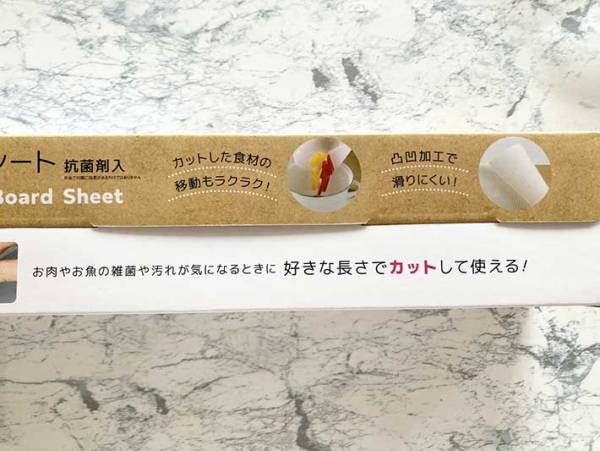 ート 抗菌剤入
Board Sheet
カットした食材の
移動もラクラク!
凸凹加工で
滑りにくい!
お肉やお魚の雑菌や汚れが気になるときに 好きな長さでカットして使える!